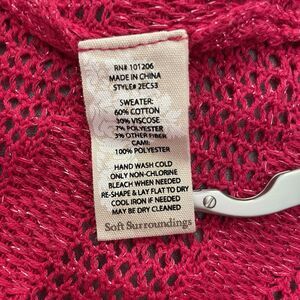 RN# 101206
MADE IN CHINA
STYLE# 2EC53
SWEATER:
60% COTTON
30% VISCOSE
7% POLYESTER
3% OTHER FIBER
CAMI:
100% POLYESTER
HAND WASH COLD
ONLY NON-CHLORINE
BLEACH WHEN NEEDED
RE-SHAPE & LAY FLAT TO DRY
COOL IRON IF NEEDED
MAY BE DRY CLEANED
Soft Surroundings